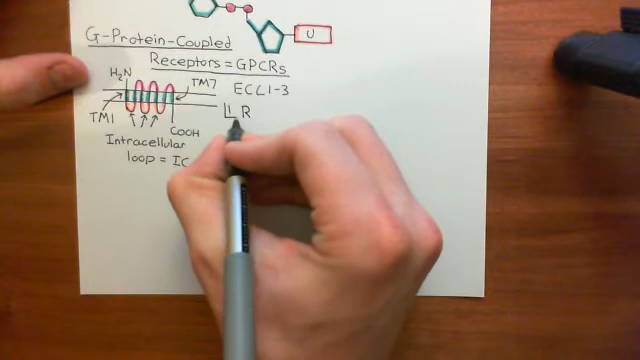 U
G-Protein-Coupled
Receptors = GPCRs
H₂N
TM7
ECL1-3
TM1
COOH
L R
Intracellular
loop = IC